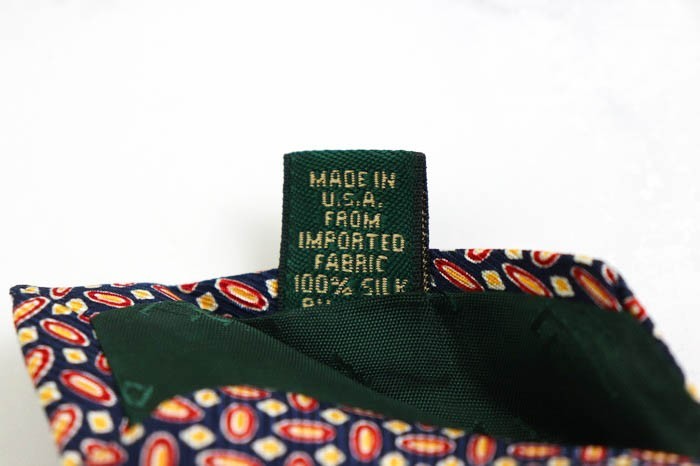 MADE IN
U.S.A.
FROM
IMPORTED
FABRIC
100% SILK